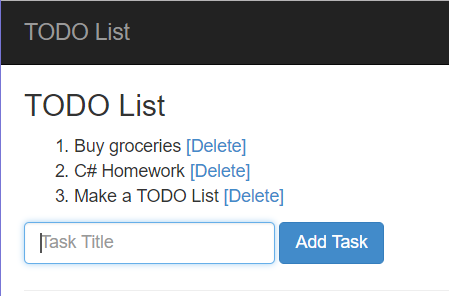 TODO List
TODO List
1. Buy groceries [Delete]
2. C# Homework [Delete]
3. Make a TODO List [Delete]
Task Title Add Task